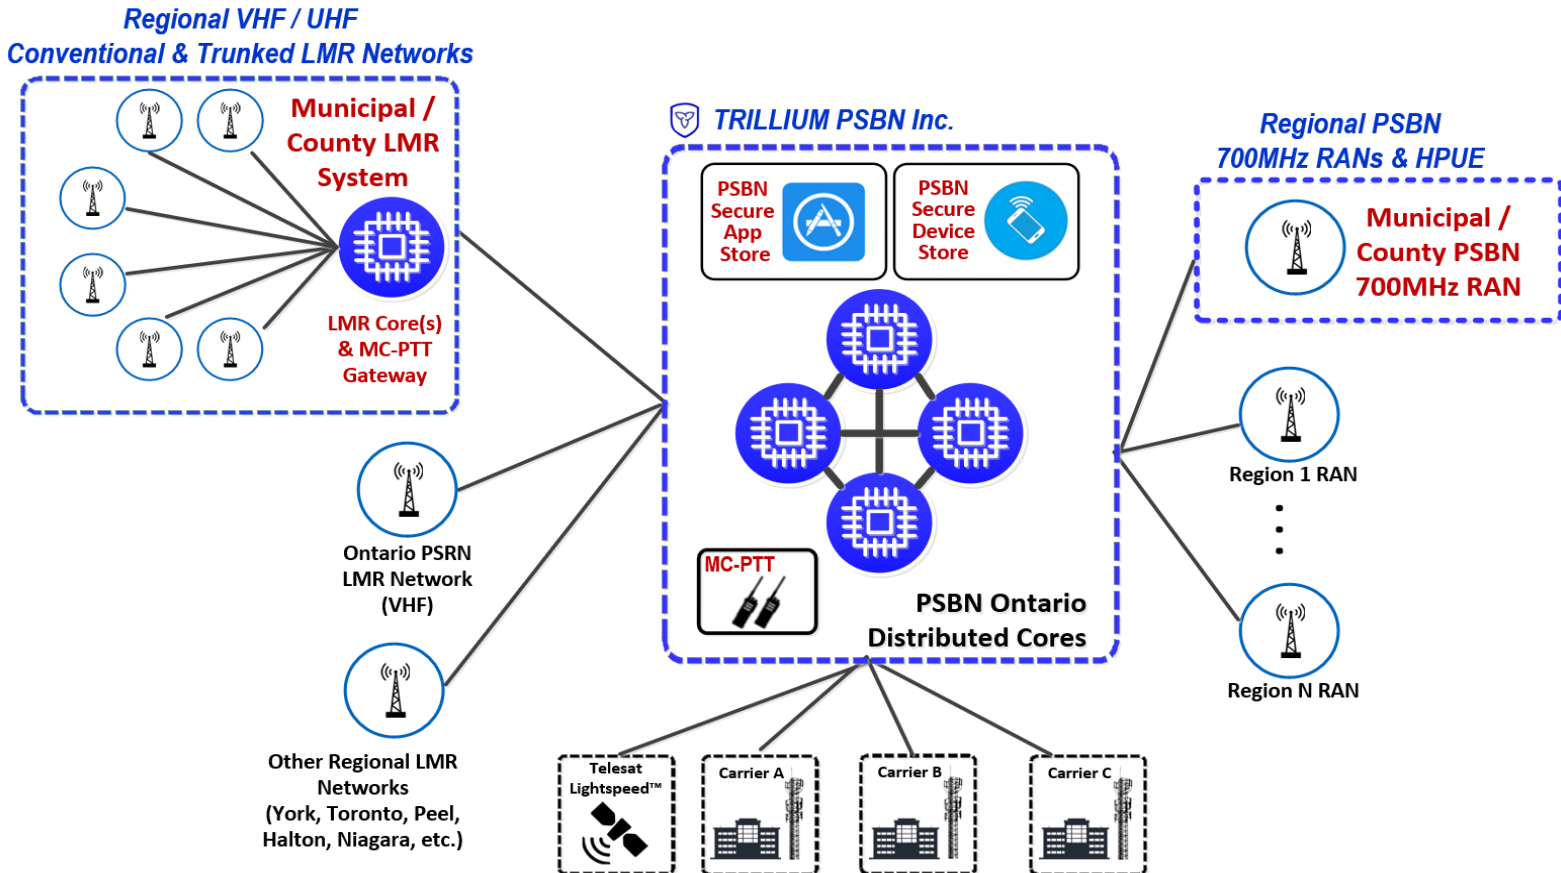 Regional VHF / UHF
Conventional & Trunked LMR Networks
Municipal /
County LMR
System
LMR Core(s)
& MC-PTT
Gateway
Ontario PSRN
LMR Network
(VHF)
Other Regional LMR
Networks
(York, Toronto, Peel,
Halton, Niagara, etc.)
TRILLIUM PSBN Inc.
PSBN
Secure
App
Store
PSBN
Secure
Device
Store
MC-PTT
PSBN Ontario
Distributed Cores
Telesat
Lightspeed™
Carrier A
Carrier B
Carrier C
Regional PSBN
700MHz RANs & HPUE
Municipal /
County PSBN
700MHz RAN
Region 1 RAN
Region N RAN